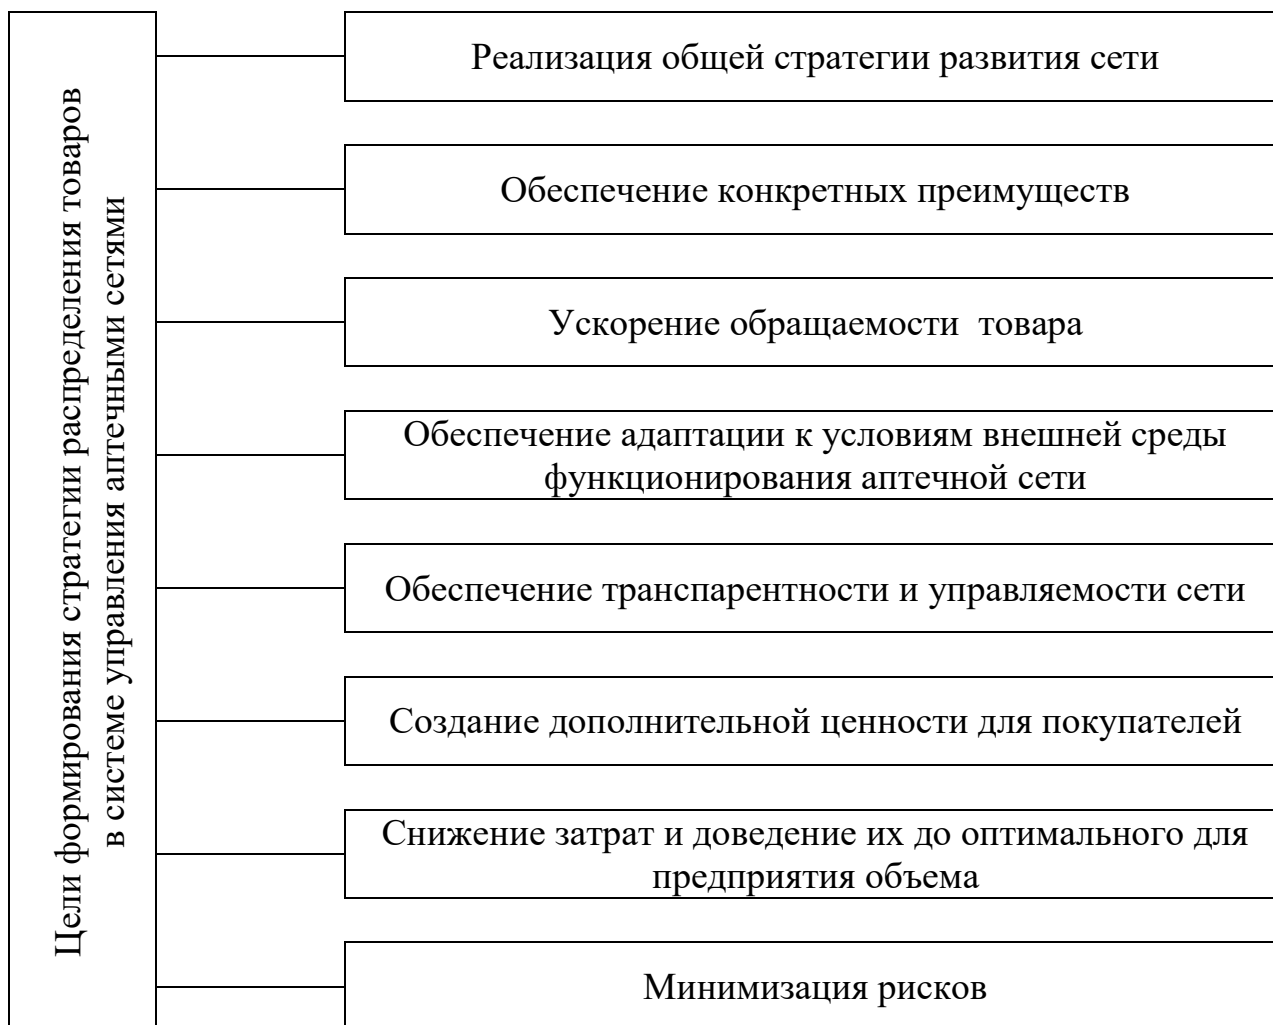 Цели формирования стратегии распределения товаров
в системе управления аптечными сетями
Реализация общей стратегии развития сети
Обеспечение конкретных преимуществ
Ускорение обращаемости  товара
Обеспечение адаптации к условиям внешней среды
функционирования аптечной сети
Обеспечение транспарентности и управляемости сети
Создание дополнительной ценности для покупателей
Снижение затрат и доведение их до оптимального для
предприятия объема
Минимизация рисков